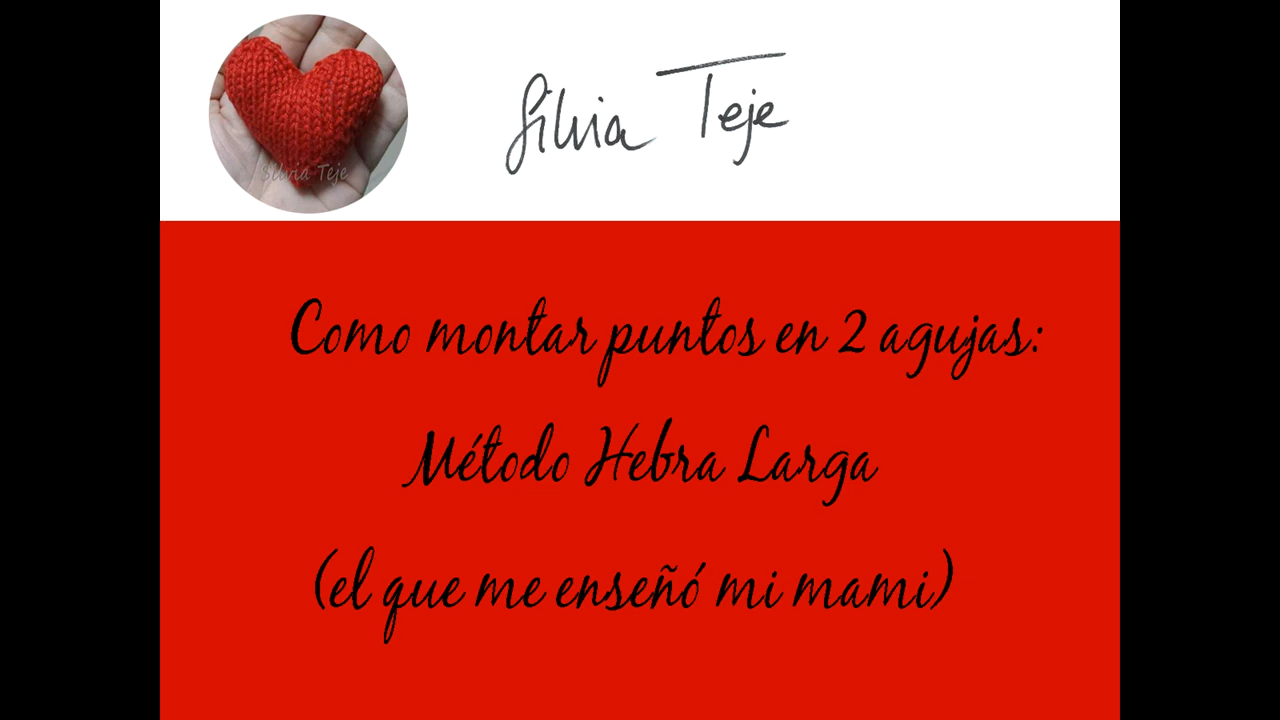 Silvia Teje
Silvia Teje
Como montar puntos en 2 agujas:
Método Hebra Larga
(el que me enseñó mi mami)